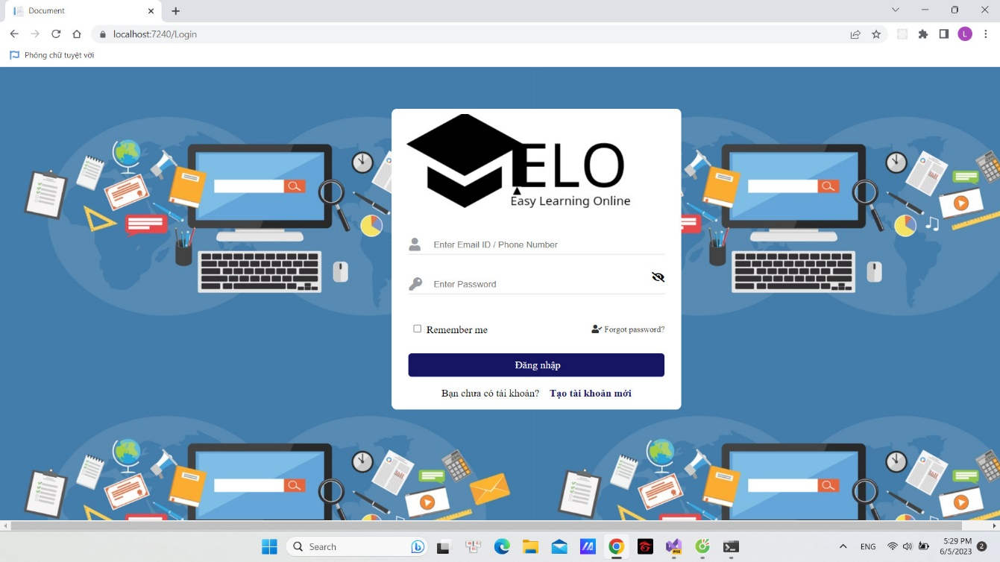 Document
localhost:7240/Login
L
Phông chữ tuyệt vời
ELO
Easy Learning Online
Enter Email ID / Phone Number
Enter Password
Remember me
Forgot password?
Đăng nhập
Bạn chưa có tài khoản? Tạo tài khoản mới
Search
PRE
ENG
5:29 PM
6/5/2023
2